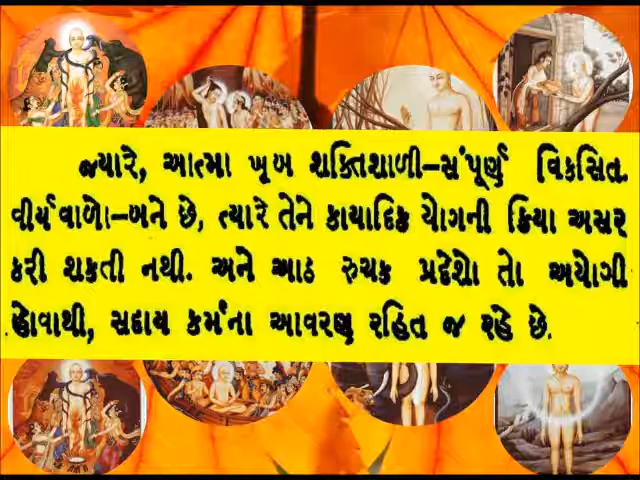 જ્યારે, આત્મા ખૂબ શક્તિશાળી–સંપૂર્ણ વિકસિત.
વીર્યવાળો–બને છે, ત્યારે તેને કાયાદિક યોગની ક્રિયા અસર
કરી શકતી નથી. અને આઠ રુચક પ્રદેશો તો અયોગી
હોવાથી, સદાય કર્મના આવરણ રહિત જ રહે છે.